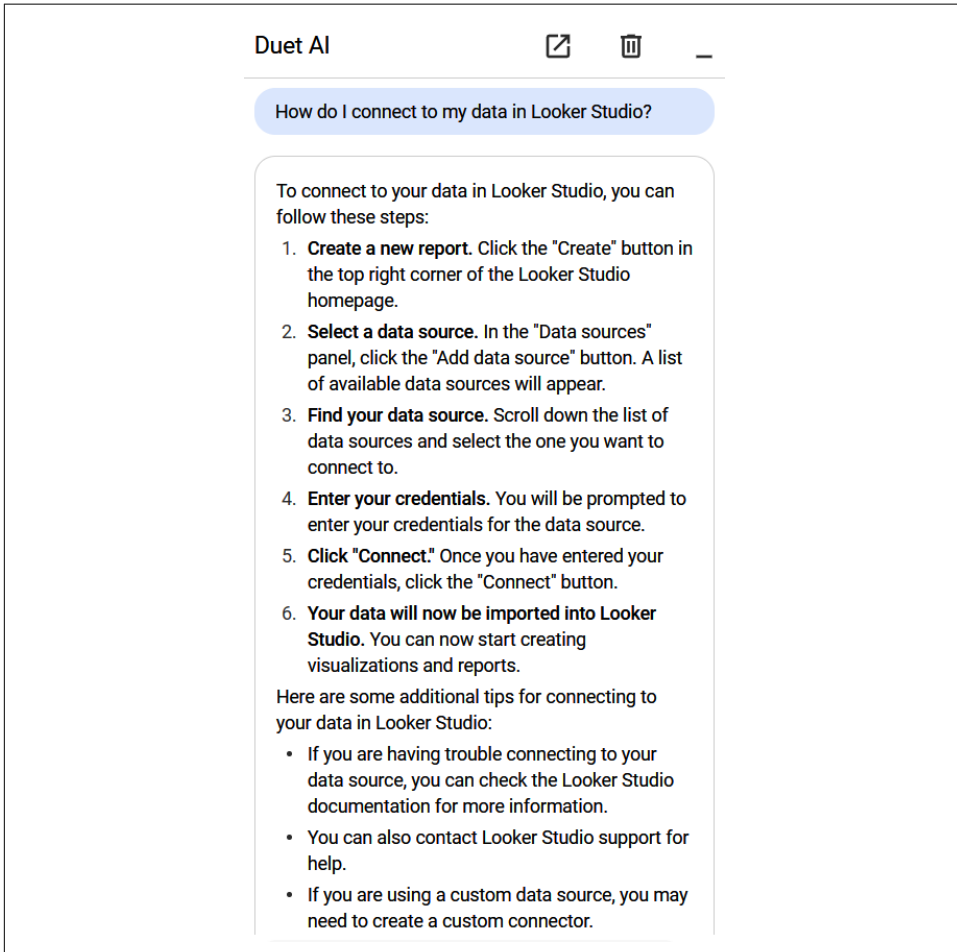 Duet AI
How do I connect to my data in Looker Studio?
To connect to your data in Looker Studio, you can
follow these steps:
1. Create a new report. Click the "Create" button in
the top right corner of the Looker Studio
homepage.
2. Select a data source. In the "Data sources"
panel, click the "Add data source" button. A list
of available data sources will appear.
3. Find your data source. Scroll down the list of
data sources and select the one you want to
connect to.
4. Enter your credentials. You will be prompted to
enter your credentials for the data source.
5. Click "Connect." Once you have entered your
credentials, click the "Connect" button.
6. Your data will now be imported into Looker
Studio. You can now start creating
visualizations and reports.
Here are some additional tips for connecting to
your data in Looker Studio:
• If you are having trouble connecting to your
data source, you can check the Looker Studio
documentation for more information.
• You can also contact Looker Studio support for
help.
• If you are using a custom data source, you may
need to create a custom connector.